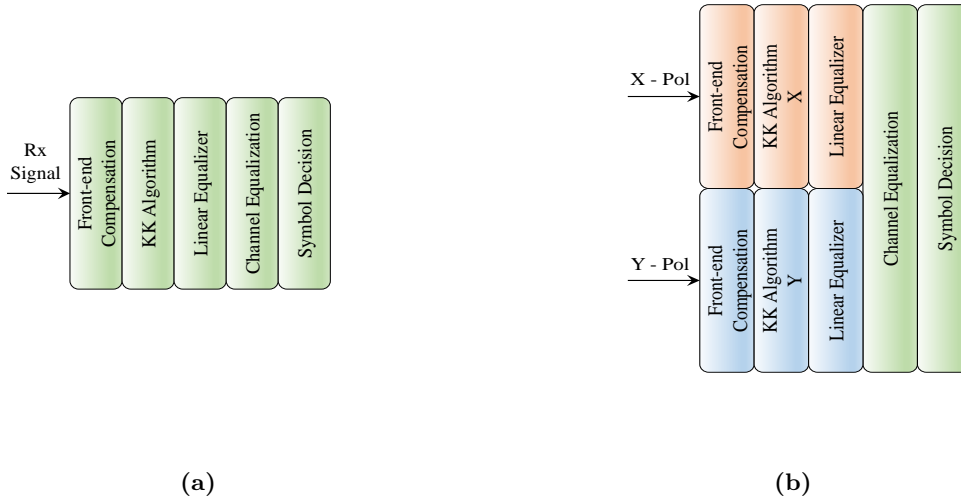 Rx
Signal
Front-end
Compensation
KK Algorithm
Linear Equalizer
Channel Equalization
Symbol Decision
(a)
X - Pol
Front-end
Compensation
KK Algorithm
X
Linear Equalizer
Y - Pol
Front-end
Compensation
KK Algorithm
Y
Linear Equalizer
Channel Equalization
Symbol Decision
(b)